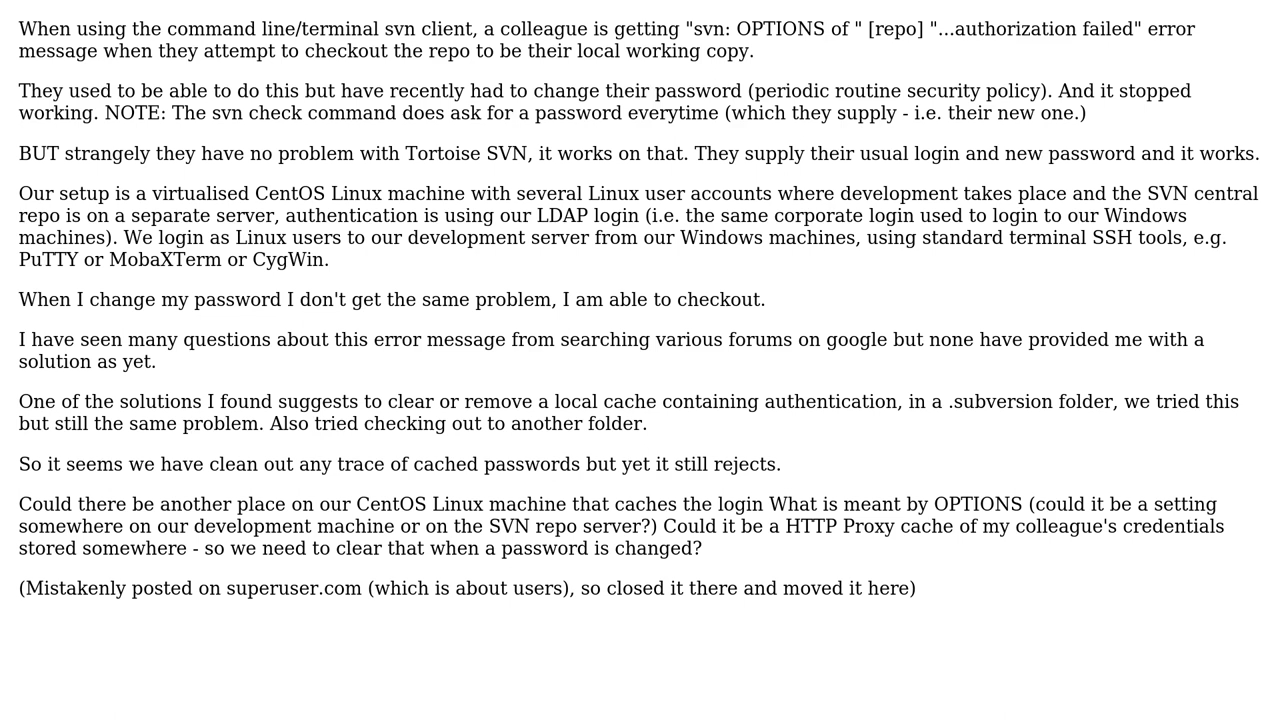 When using the command line/terminal svn client, a colleague is getting "svn: OPTIONS of " [repo] "...authorization failed" error
message when they attempt to checkout the repo to be their local working copy.
They used to be able to do this but have recently had to change their password (periodic routine security policy). And it stopped
working. NOTE: The svn check command does ask for a password everytime (which they supply - i.e. their new one.)
BUT strangely they have no problem with Tortoise SVN, it works on that. They supply their usual login and new password and it works.
Our setup is a virtualised CentOS Linux machine with several Linux user accounts where development takes place and the SVN central
repo is on a separate server, authentication is using our LDAP login (i.e. the same corporate login used to login to our Windows
machines). We login as Linux users to our development server from our Windows machines, using standard terminal SSH tools, e.g.
PuTTY or MobaXTerm or CygWin.
When I change my password I don't get the same problem, I am able to checkout.
I have seen many questions about this error message from searching various forums on google but none have provided me with a
solution as yet.
One of the solutions I found suggests to clear or remove a local cache containing authentication, in a .subversion folder, we tried this
but still the same problem. Also tried checking out to another folder.
So it seems we have clean out any trace of cached passwords but yet it still rejects.
Could there be another place on our CentOS Linux machine that caches the login What is meant by OPTIONS (could it be a setting
somewhere on our development machine or on the SVN repo server?) Could it be a HTTP Proxy cache of my colleague's credentials
stored somewhere - so we need to clear that when a password is changed?
(Mistakenly posted on superuser.com (which is about users), so closed it there and moved it here)